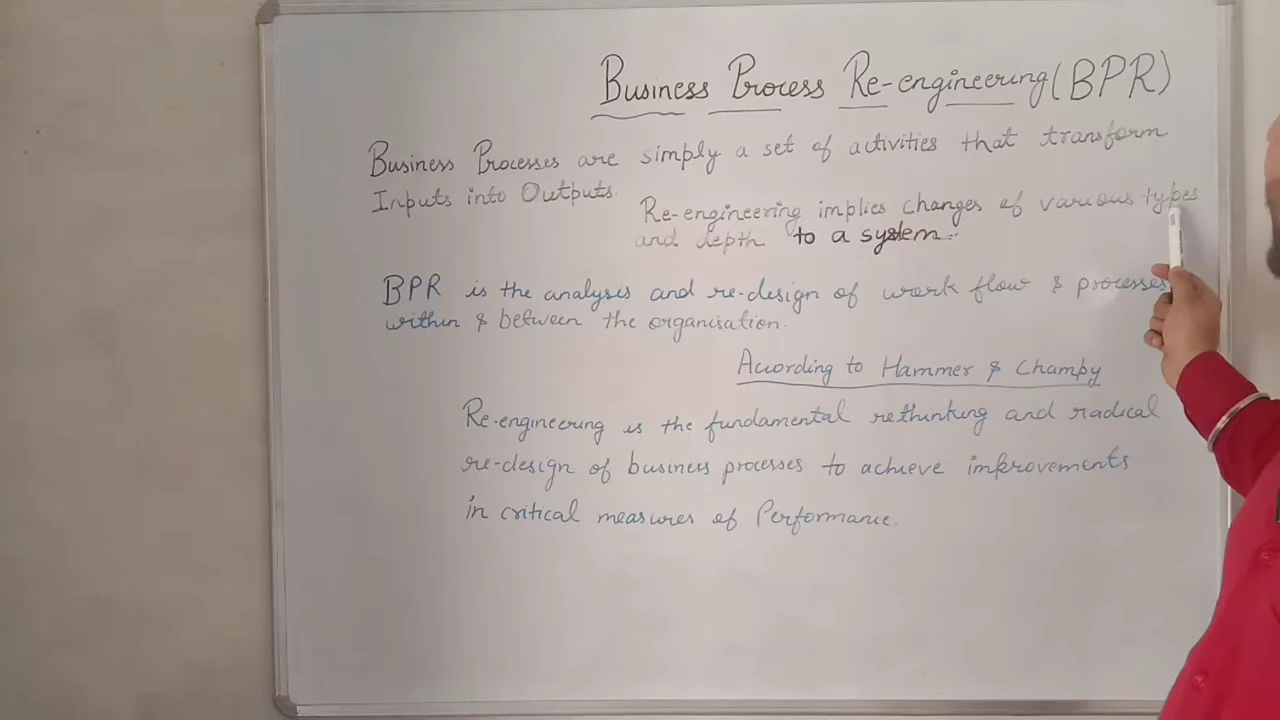 Business Process Re-engineering (BPR)
Business Processes are simply a set of activities that transform
Inputs into Outputs.
Re-engineering implies changes of various types
and depth to a system.
BPR is the analysis and re-design of work flow & processes
within & between the organisation.
According to Hammer & Champy
Re-engineering is the fundamental rethinking and radical
re-design of business processes to achieve improvements
in critical measures of Performance.